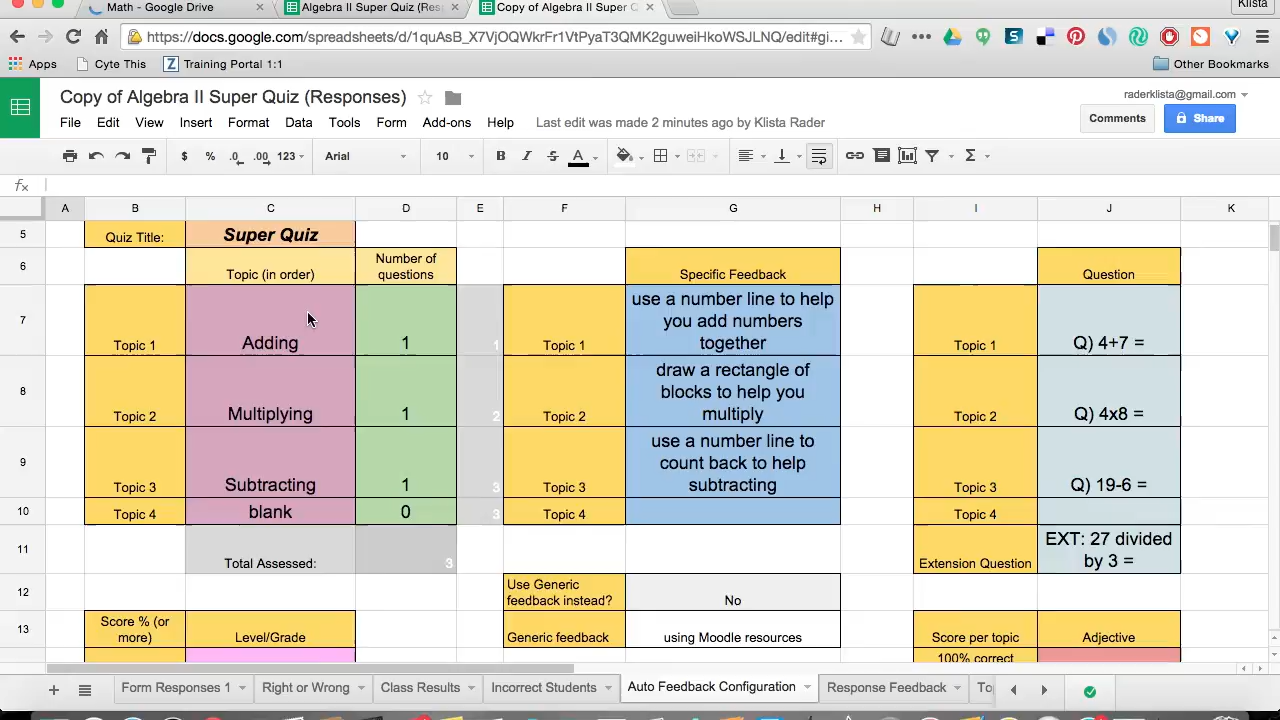 Math - Google Drive
Algebra II Super Quiz (Res
Copy of Algebra II Super Q
Klista
https://docs.google.com/spreadsheets/d/1quAsB_X7VjOQWkrFr1VtPyaT3QMK2guweiHkoWSJLNQ/edit#gi...
Apps
Cyte This
Training Portal 1:1
Other Bookmarks
Copy of Algebra II Super Quiz (Responses)
raderklista@gmail.com
File Edit View Insert Format Data Tools Form Add-ons Help Last edit was made 2 minutes ago by Klista Rader
Comments
Share
$ % .0 .00 123 Arial 10 B I S A
fx
A B C D E F G H I J K
5 Quiz Title: Super Quiz
6 Topic (in order) Number of questions Specific Feedback Question
7 Topic 1 Adding 1 1 Topic 1 use a number line to help you add numbers together Topic 1 Q) 4+7 =
8 Topic 2 Multiplying 1 2 Topic 2 draw a rectangle of blocks to help you multiply Topic 2 Q) 4x8 =
9 Topic 3 Subtracting 1 3 Topic 3 use a number line to count back to help subtracting Topic 3 Q) 19-6 =
10 Topic 4 blank 0 3 Topic 4 Topic 4
11 Total Assessed: 3 Extension Question EXT: 27 divided by 3 =
12 Use Generic feedback instead? No
13 Score % (or more) Level/Grade Generic feedback using Moodle resources Score per topic Adjective
100% correct
Form Responses 1 Right or Wrong Class Results Incorrect Students Auto Feedback Configuration Response Feedback To